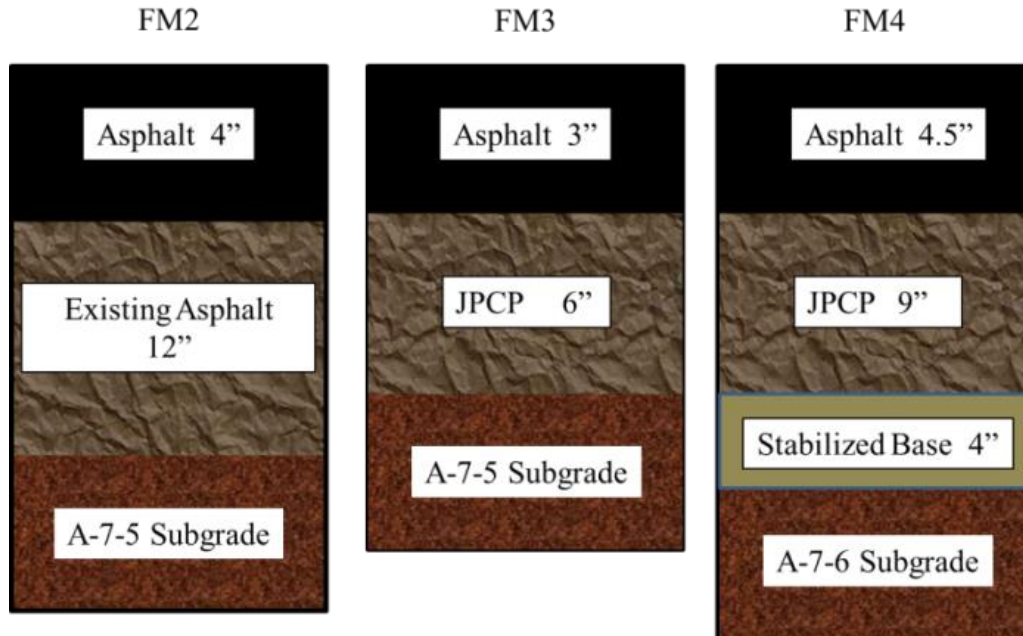 FM2
FM3
FM4
Asphalt 4”
Asphalt 3”
Asphalt 4.5”
Existing Asphalt
12”
JPCP 6”
JPCP 9”
A-7-5 Subgrade
A-7-5 Subgrade
Stabilized Base 4”
A-7-6 Subgrade